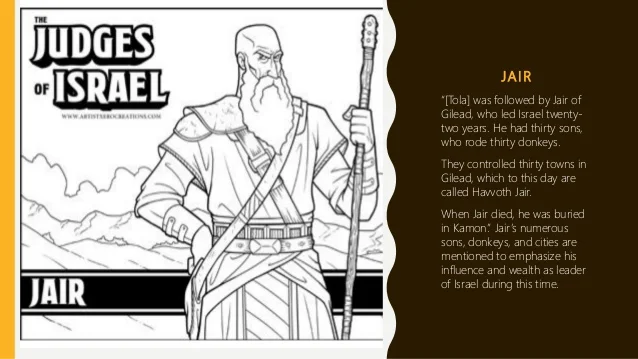 THE
JUDGES
OF ISRAEL
WWW.ARTISTXEROCREATIONS.COM
JAIR
JAIR
"[Tola] was followed by Jair of
Gilead, who led Israel twenty-
two years. He had thirty sons,
who rode thirty donkeys.
They controlled thirty towns in
Gilead, which to this day are
called Havvoth Jair.
When Jair died, he was buried
in Kamon." Jair's numerous
sons, donkeys, and cities are
mentioned to emphasize his
influence and wealth as leader
of Israel during this time.